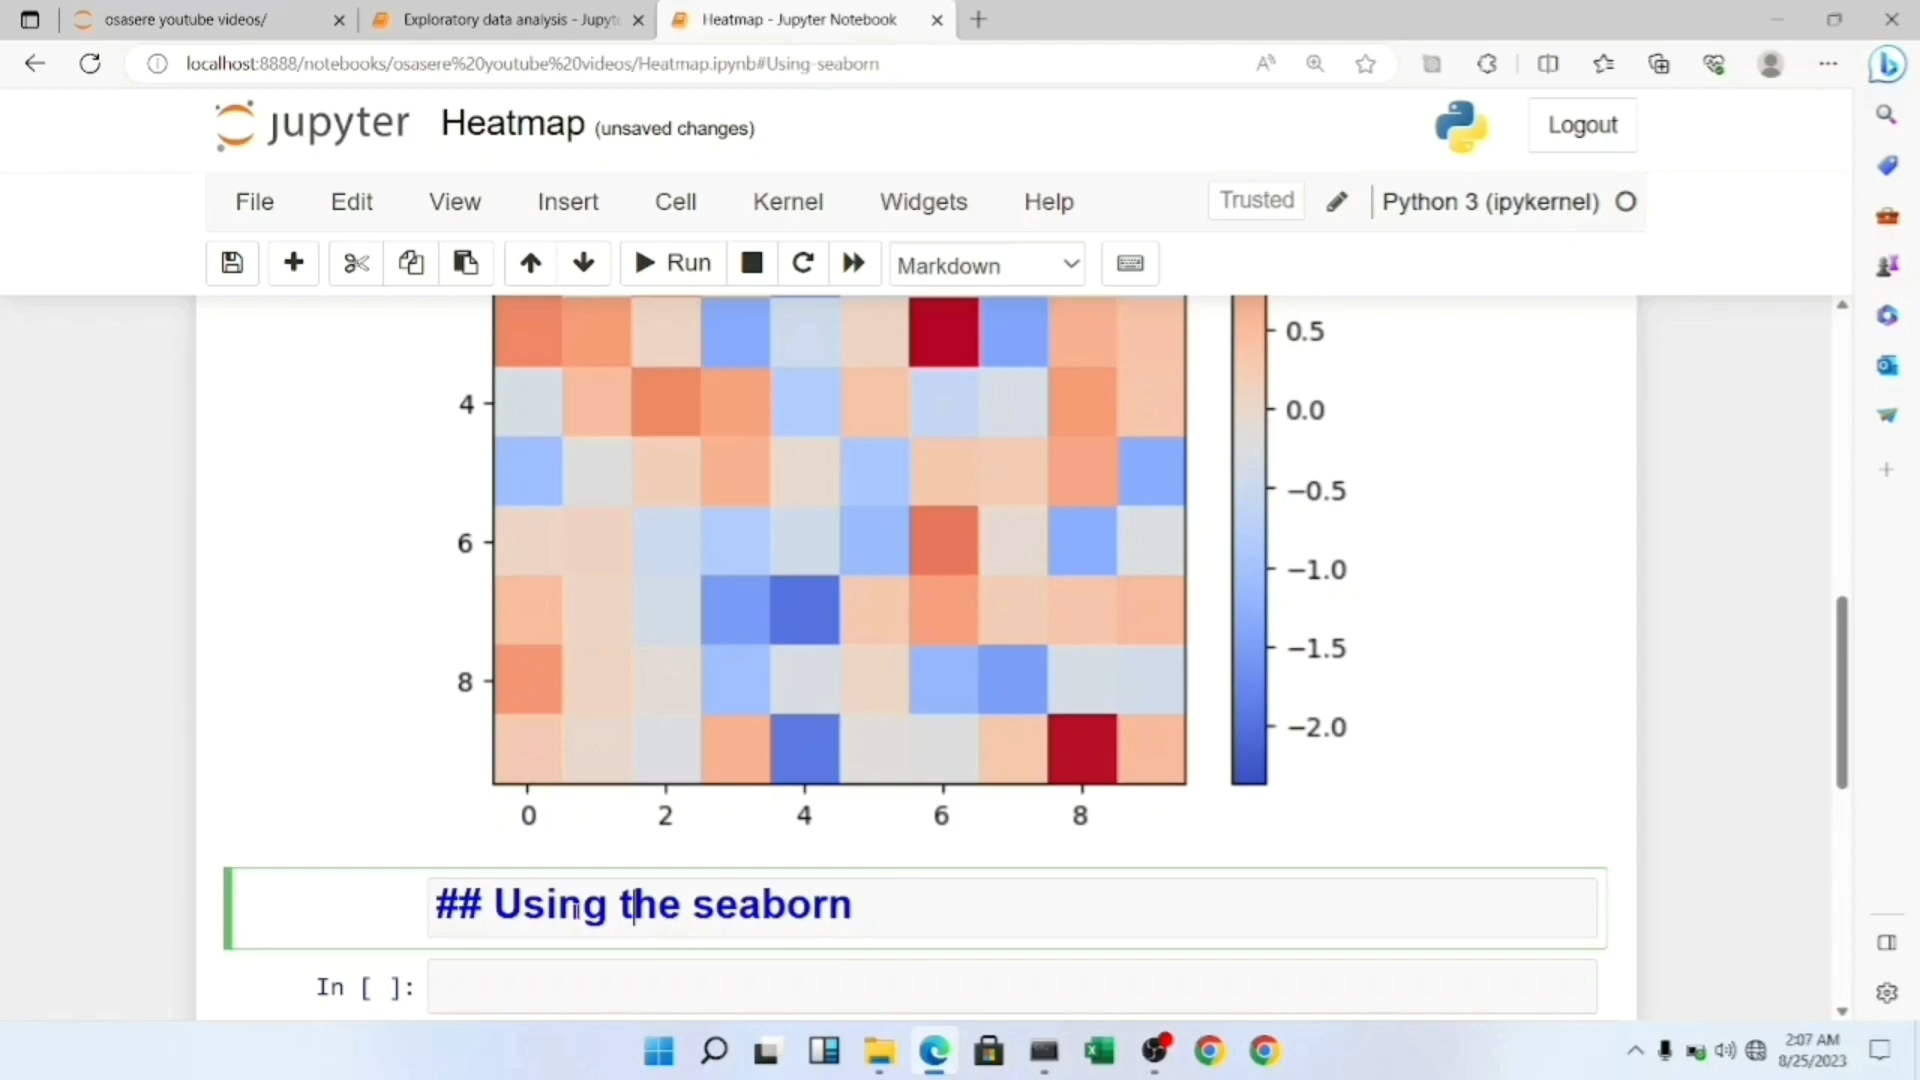 osasere youtube videos/
Exploratory data analysis - Jupyte
Heatmap - Jupyter Notebook
localhost:8888/notebooks/osasere%20youtube%20videos/Heatmap.ipynb#Using-seaborn
jupyter Heatmap (unsaved changes)
Logout
File Edit View Insert Cell Kernel Widgets Help Trusted Python 3 (ipykernel)
Run Markdown
4
6
8
0 2 4 6 8
0.5
0.0
−0.5
−1.0
−1.5
−2.0
## Using the seaborn
In [ ]:
2:07 AM
8/25/2023